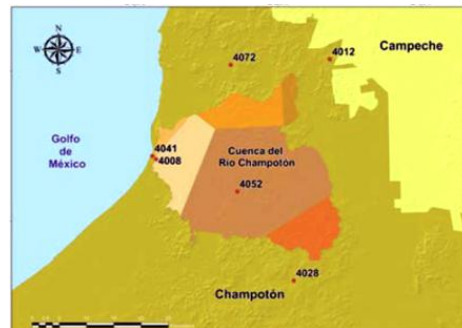 N
W E
S
4072
4012
Campeche
Golfo
de
México
4041
4008
Cuenca del
Río Champotón
4052
4028
Champotón